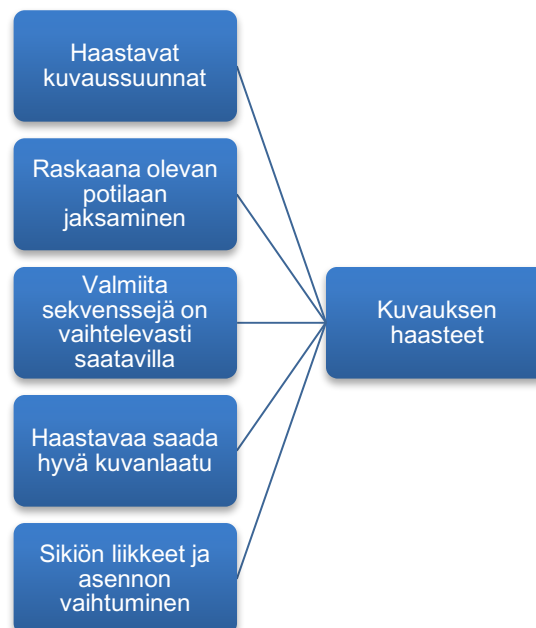 Haastavat
kuvaussuunnat
Raskaana olevan
potilaan
jaksaminen
Valmiita
sekvenssejä on
vaihtelevasti
saatavilla
Kuvauksen
haasteet
Haastavaa saada
hyvä kuvanlaatu
Sikiön liikkeet ja
asennon
vaihtuminen